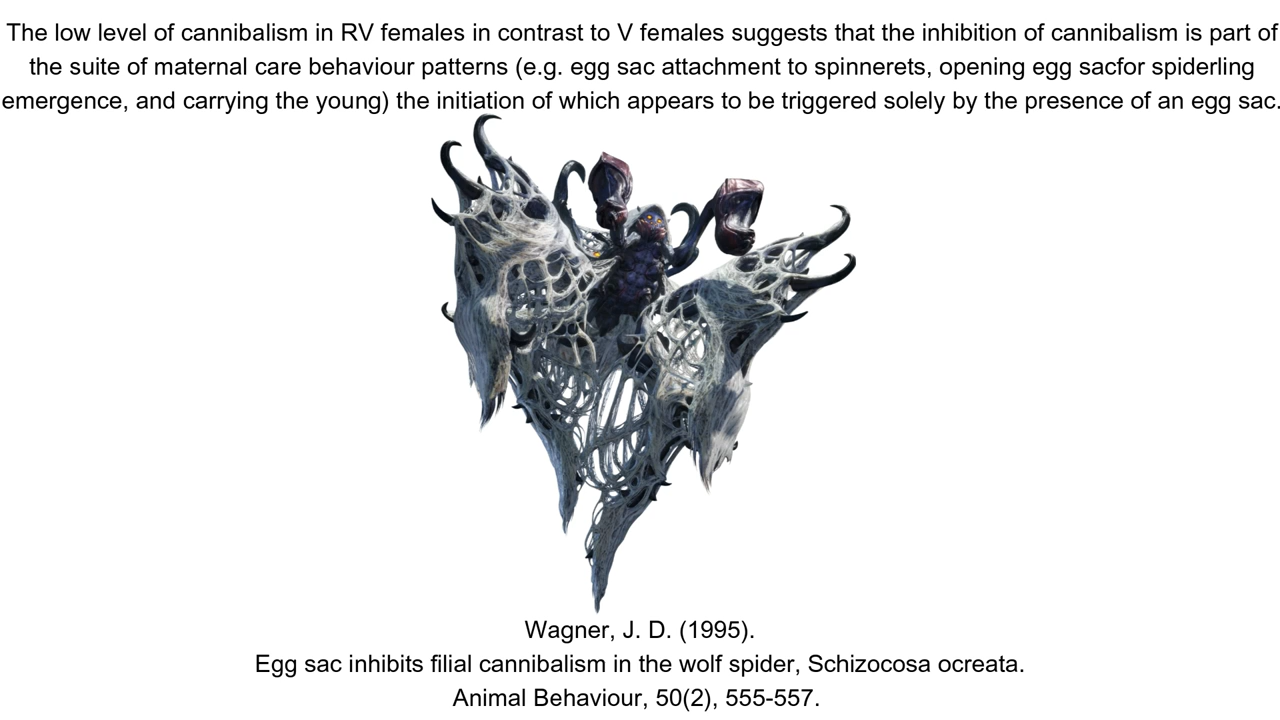 The low level of cannibalism in RV females in contrast to V females suggests that the inhibition of cannibalism is part of
the suite of maternal care behaviour patterns (e.g. egg sac attachment to spinnerets, opening egg sacfor spiderling
emergence, and carrying the young) the initiation of which appears to be triggered solely by the presence of an egg sac.
Wagner, J. D. (1995).
Egg sac inhibits filial cannibalism in the wolf spider, Schizocosa ocreata.
Animal Behaviour, 50(2), 555-557.